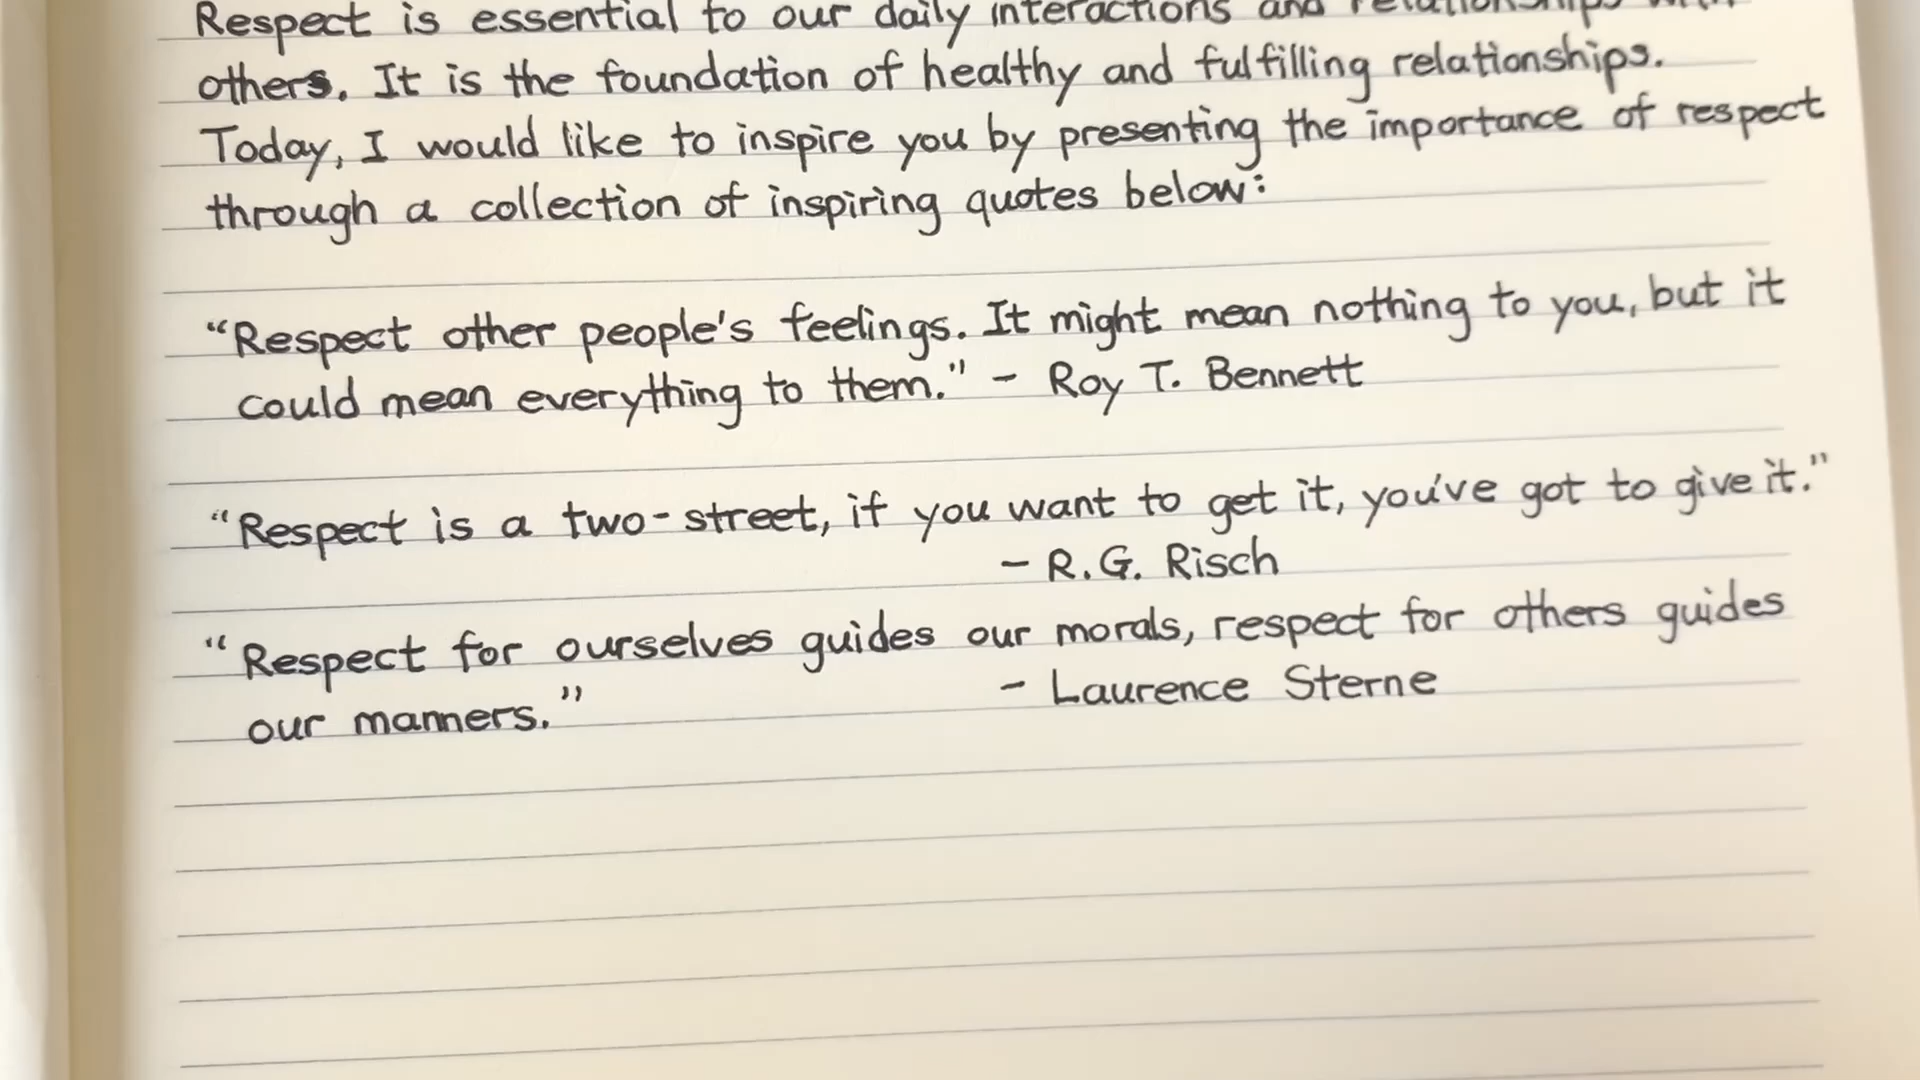 Respect is essential to our daily interactions and relationships with
others. It is the foundation of healthy and fulfilling relationships.
Today, I would like to inspire you by presenting the importance of respect
through a collection of inspiring quotes below:
“Respect other people's feelings. It might mean nothing to you, but it
could mean everything to them.” - Roy T. Bennett
“Respect is a two-street, if you want to get it, you've got to give it.”
- R.G. Risch
“Respect for ourselves guides our morals, respect for others guides
our manners.” - Laurence Sterne